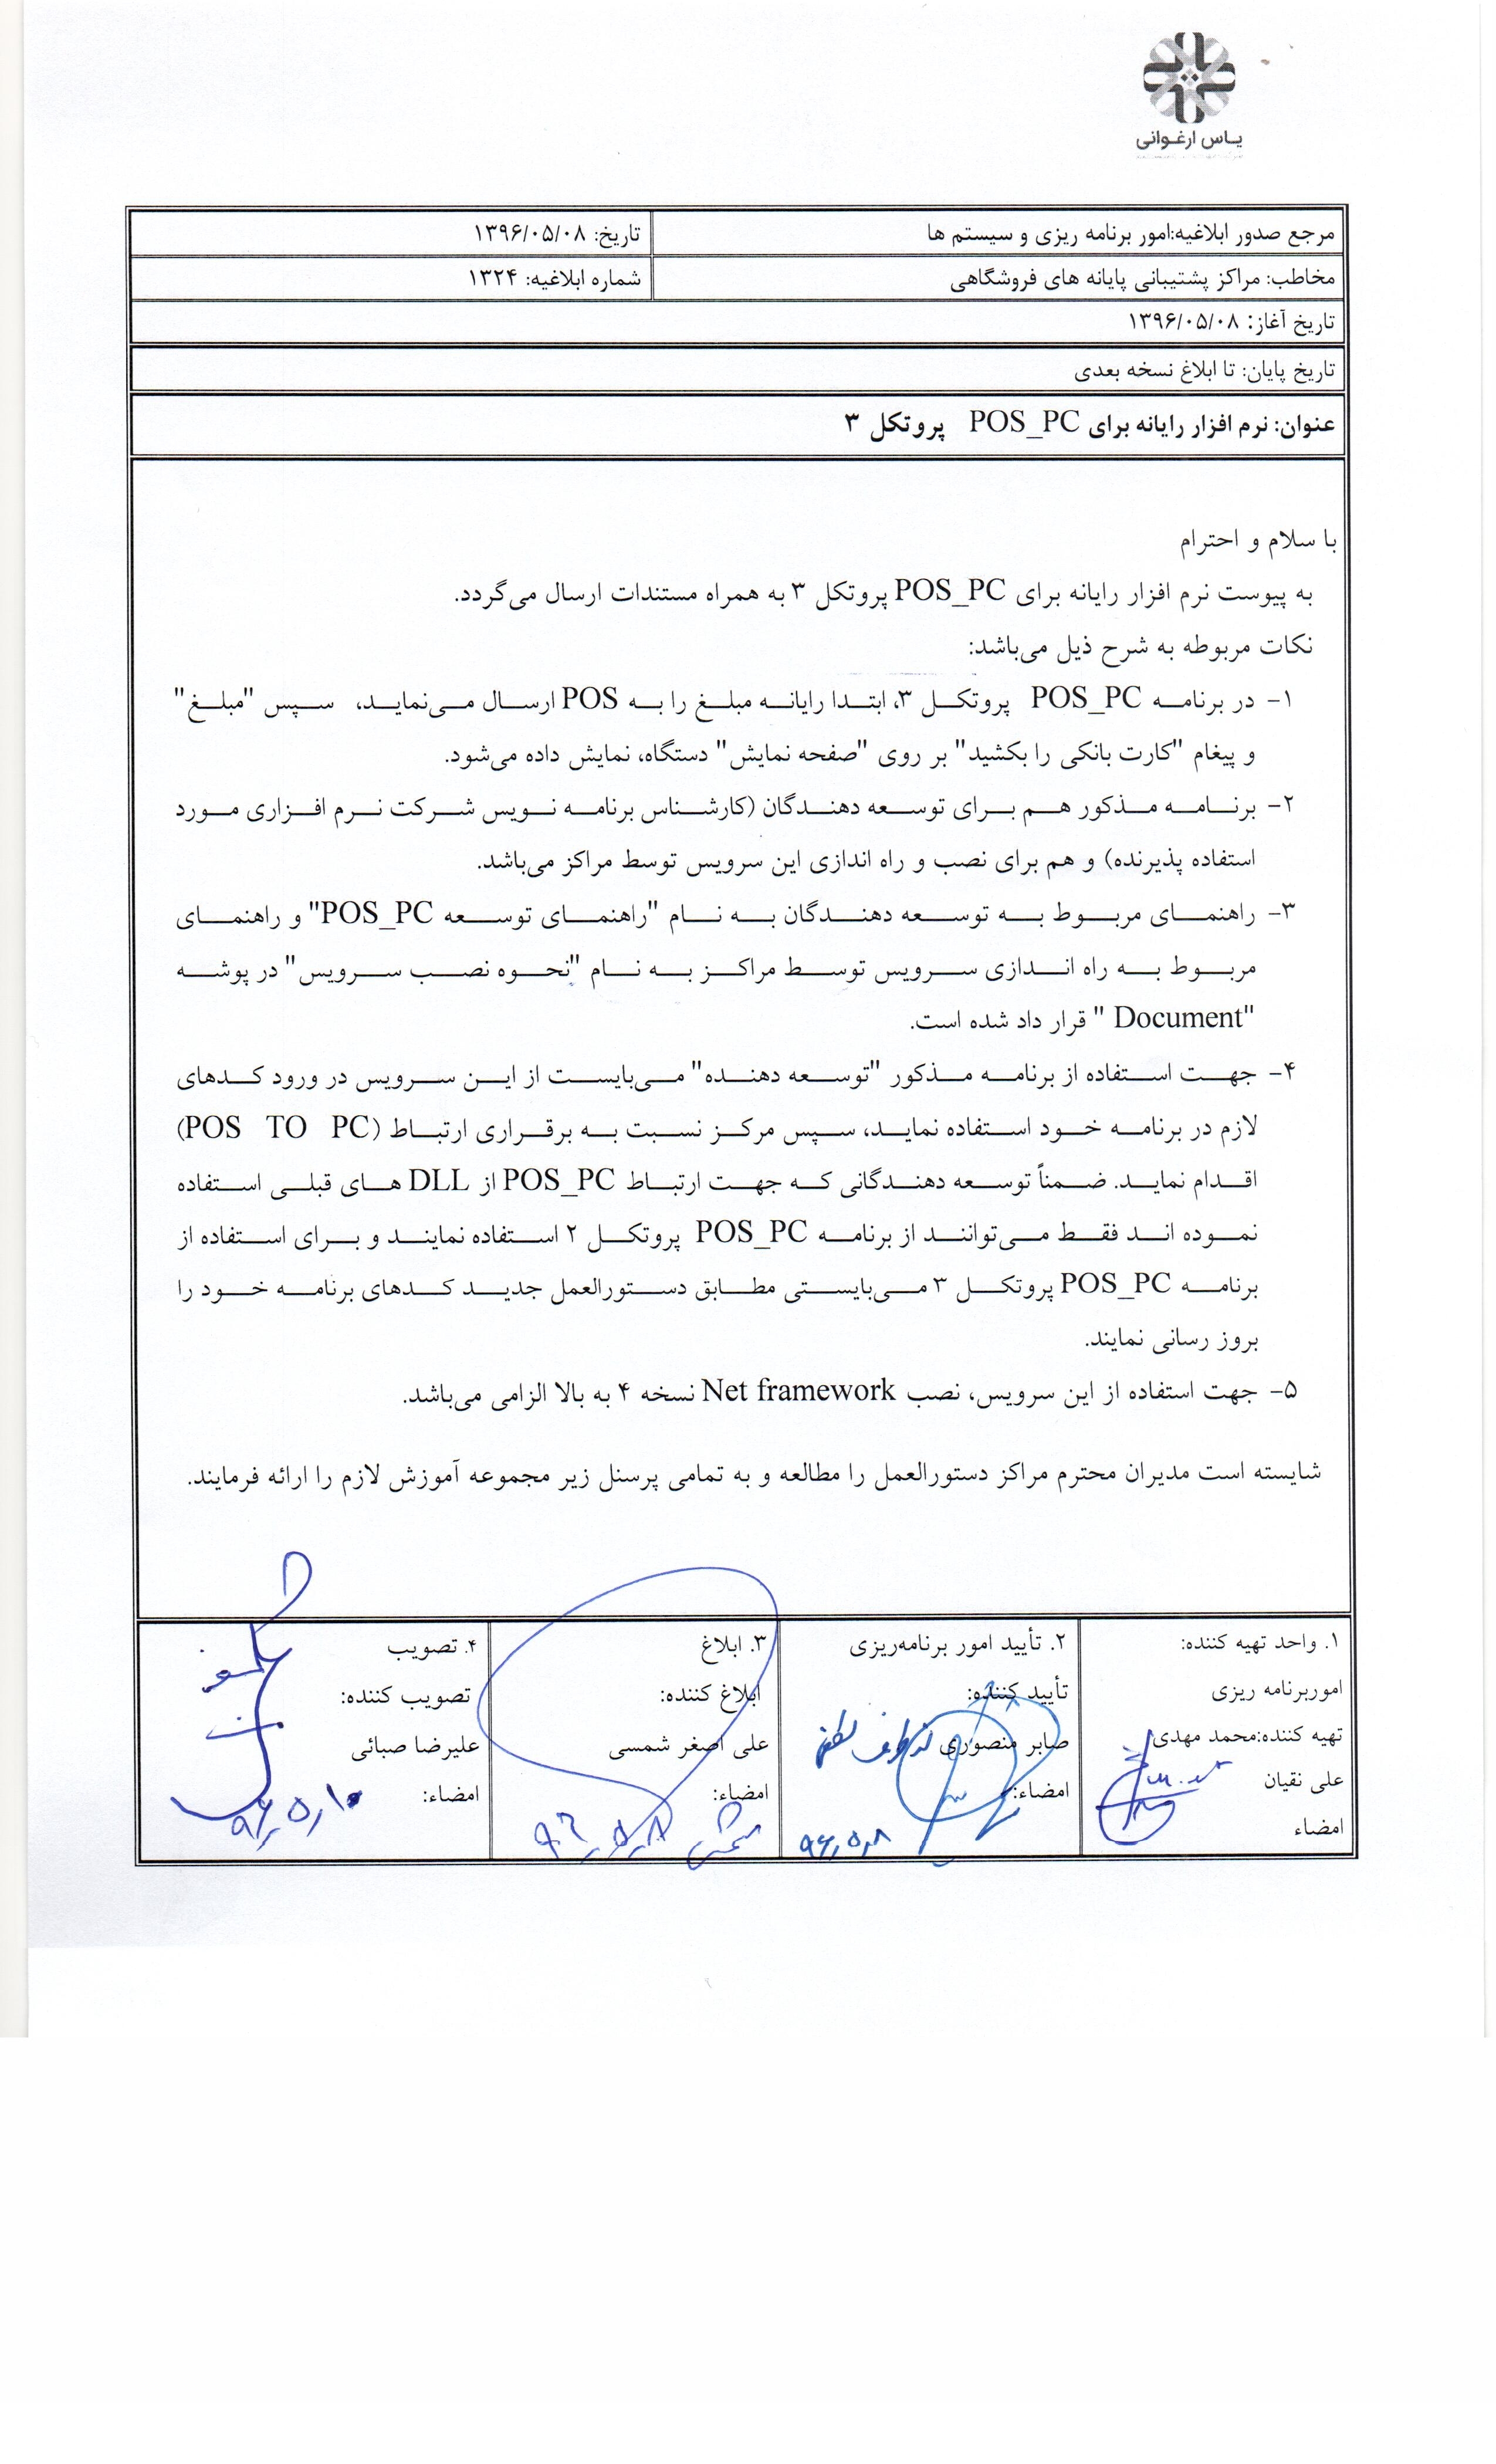 یاس ارغوانی
مرجع صدور ابلاغیه:امور برنامه ریزی و سیستم ها
تاریخ: ۱۳۹۶/۰۵/۰۸
مخاطب: مراکز پشتیبانی پایانه های فروشگاهی
شماره ابلاغیه: ۱۳۲۴
تاریخ آغاز: ۱۳۹۶/۰۵/۰۸
تاریخ پایان: تا ابلاغ نسخه بعدی
عنوان: نرم افزار رایانه برای POS_PC پروتکل ۳
با سلام و احترام
به پیوست نرم افزار رایانه برای POS_PC پروتکل ۳ به همراه مستندات ارسال می‌گردد.
نکات مربوطه به شرح ذیل می‌باشد:
۱- در برنامه POS_PC پروتکل ۳، ابتدا رایانه مبلغ را به POS ارسال می‌نماید، سپس "مبلغ"
و پیغام "کارت بانکی را بکشید" بر روی "صفحه نمایش" دستگاه، نمایش داده می‌شود.
۲- برنامه مذکور هم برای توسعه دهندگان (کارشناس برنامه نویس شرکت نرم افزاری مورد
استفاده پذیرنده) و هم برای نصب و راه اندازی این سرویس توسط مراکز می‌باشد.
۳- راهنمای مربوط به توسعه دهندگان به نام "راهنمای توسعه POS_PC" و راهنمای
مربوط به راه اندازی سرویس توسط مراکز به نام "نحوه نصب سرویس" در پوشه
"Document " قرار داد شده است.
۴- جهت استفاده از برنامه مذکور "توسعه دهنده" می‌بایست از این سرویس در ورود کدهای
لازم در برنامه خود استفاده نماید، سپس مرکز نسبت به برقراری ارتباط (POS TO PC)
اقدام نماید. ضمناً توسعه دهندگانی که جهت ارتباط POS_PC از DLL های قبلی استفاده
نموده اند فقط می‌توانند از برنامه POS_PC پروتکل ۲ استفاده نمایند و برای استفاده از
برنامه POS_PC پروتکل ۳ می‌بایستی مطابق دستورالعمل جدید کدهای برنامه خود را
بروز رسانی نمایند.
۵- جهت استفاده از این سرویس، نصب Net framework نسخه ۴ به بالا الزامی می‌باشد.
شایسته است مدیران محترم مراکز دستورالعمل را مطالعه و به تمامی پرسنل زیر مجموعه آموزش لازم را ارائه فرمایند.
۱. واحد تهیه کننده:
امور‌برنامه ریزی
تهیه کننده:محمد مهدی
علی نقیان
امضاء
۲. تأیید امور برنامه‌ریزی
تأیید کننده:
صابر منصوری
امضاء:
۹۶,۵,۸
۳. ابلاغ
ابلاغ کننده:
علی اصغر شمسی
امضاء:
۹۶,۵,۸
۴. تصویب
تصویب کننده:
علیرضا صبائی
امضاء:
۹۶,۵,۱۰